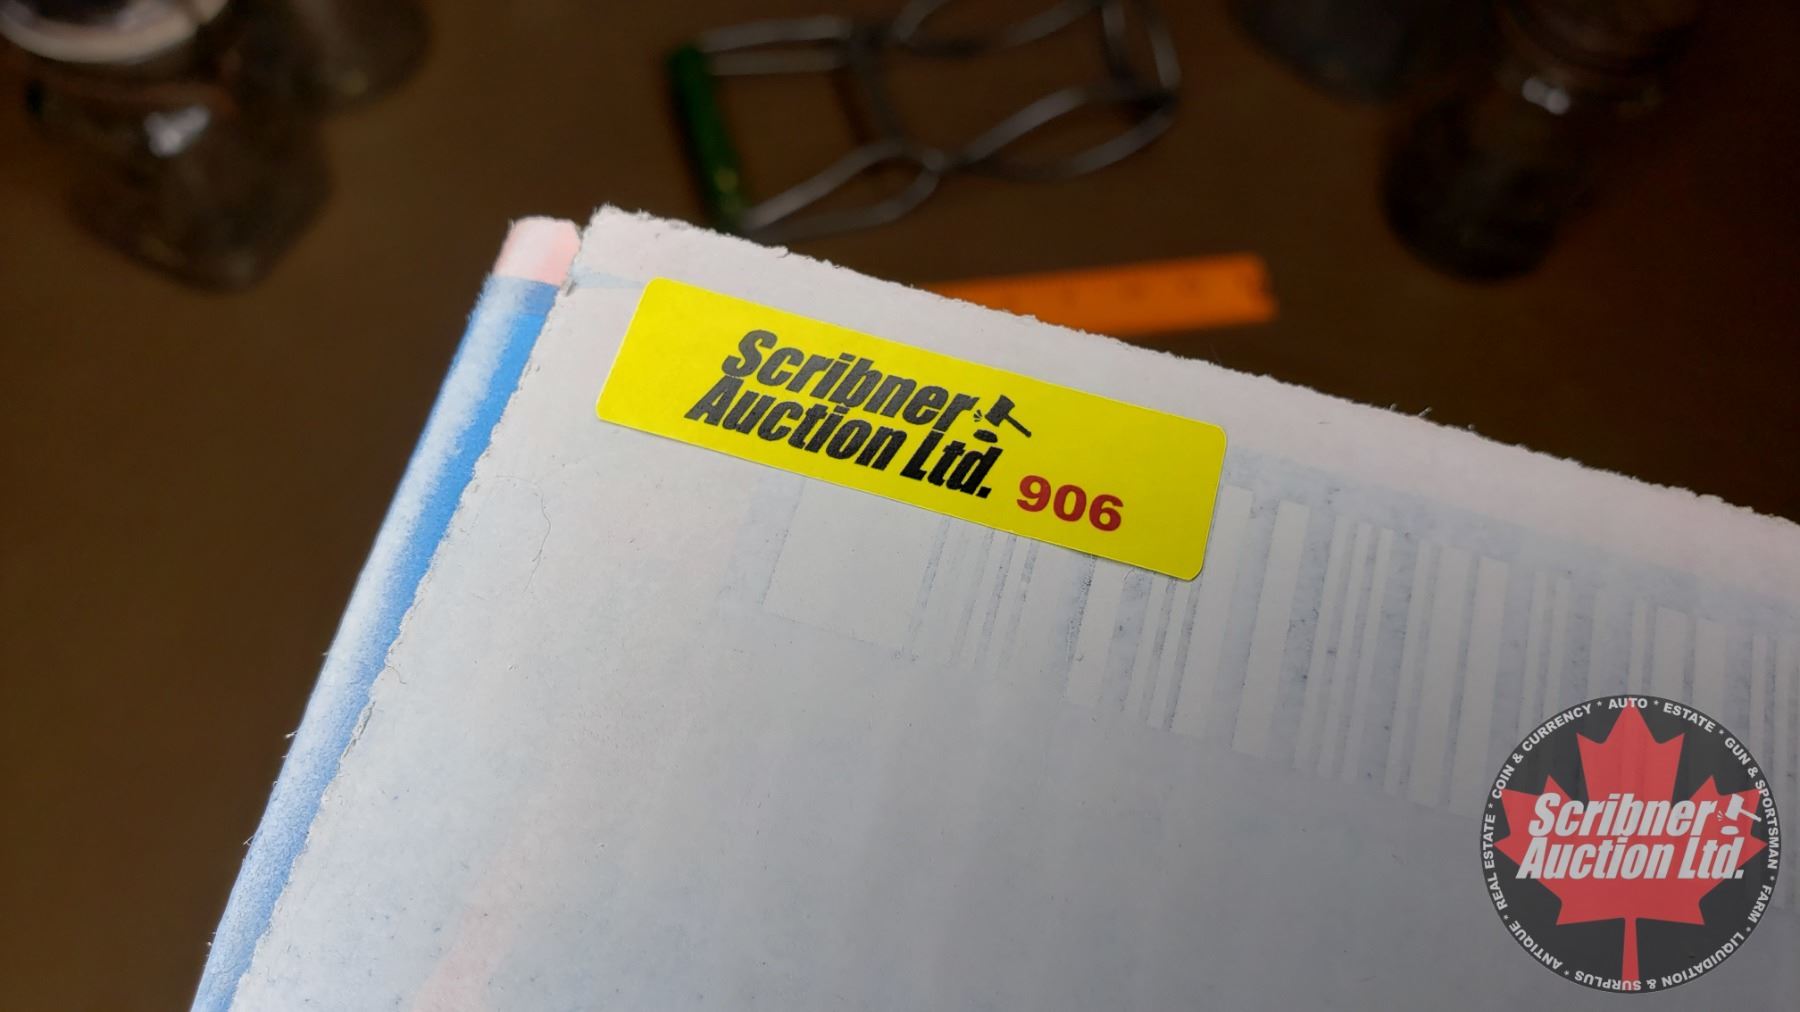 Scribner
Auction Ltd. 906
COIN & CURRENCY * AUTO * ESTATE * GUN & SPORTSMAN * FARM * LIQUIDATION & SURPLUS * ANTIQUE * REAL ESTATE *
Scribner
Auction Ltd.